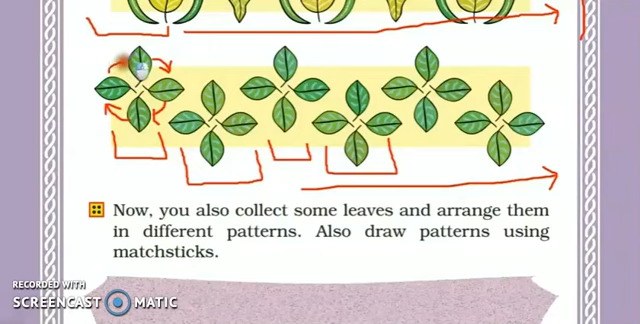 Now, you also collect some leaves and arrange them
in different patterns. Also draw patterns using
matchsticks.
RECORDED WITH
SCREENCAST MATIC